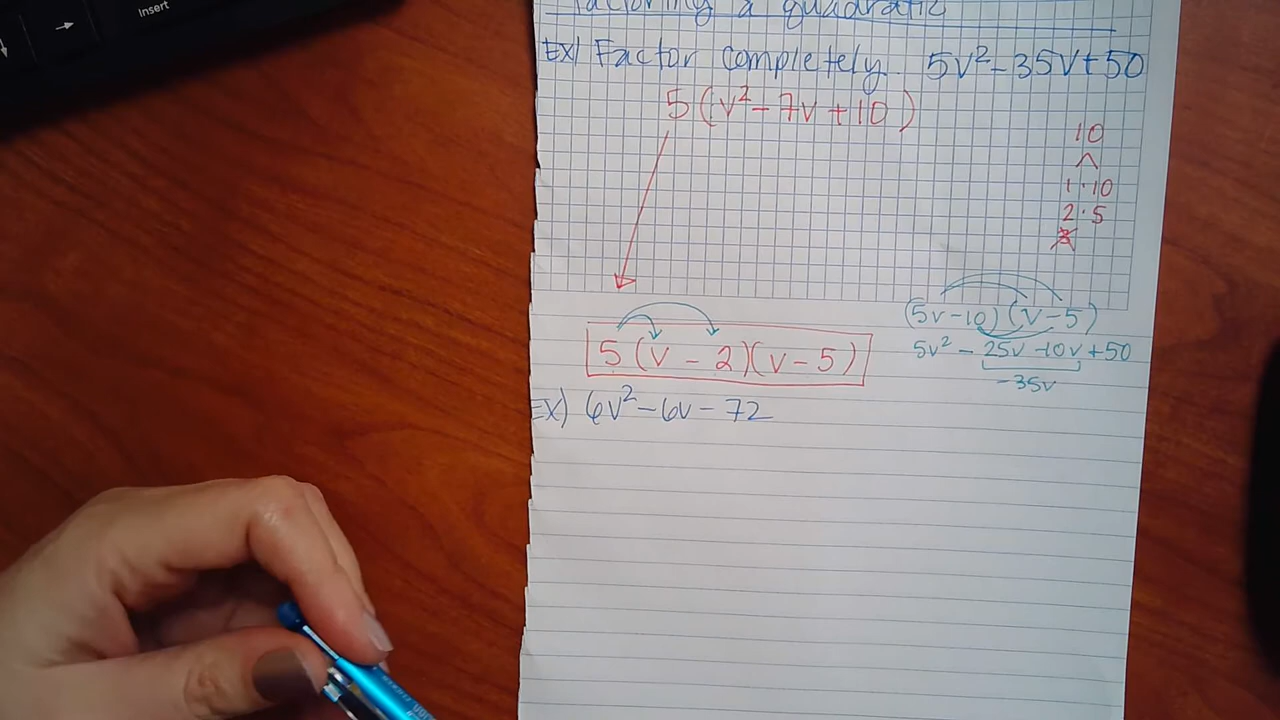 Insert
→
Factoring a quadratic
Ex) Factor completely. 5v² - 35v + 50
5(v² - 7v + 10)
10
^
1·10
2·5
(5v - 10)(v - 5)
5v² - 25v - 10v + 50
-35v
5(v - 2)(v - 5)
Ex) 6v² - 6v - 72